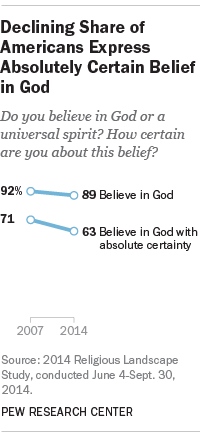 Declining Share of
Americans Express
Absolutely Certain Belief
in God
Do you believe in God or a
universal spirit? How certain
are you about this belief?
92% 89 Believe in God
71 63 Believe in God with
absolute certainty
2007 2014
Source: 2014 Religious Landscape
Study, conducted June 4-Sept. 30,
2014.
PEW RESEARCH CENTER